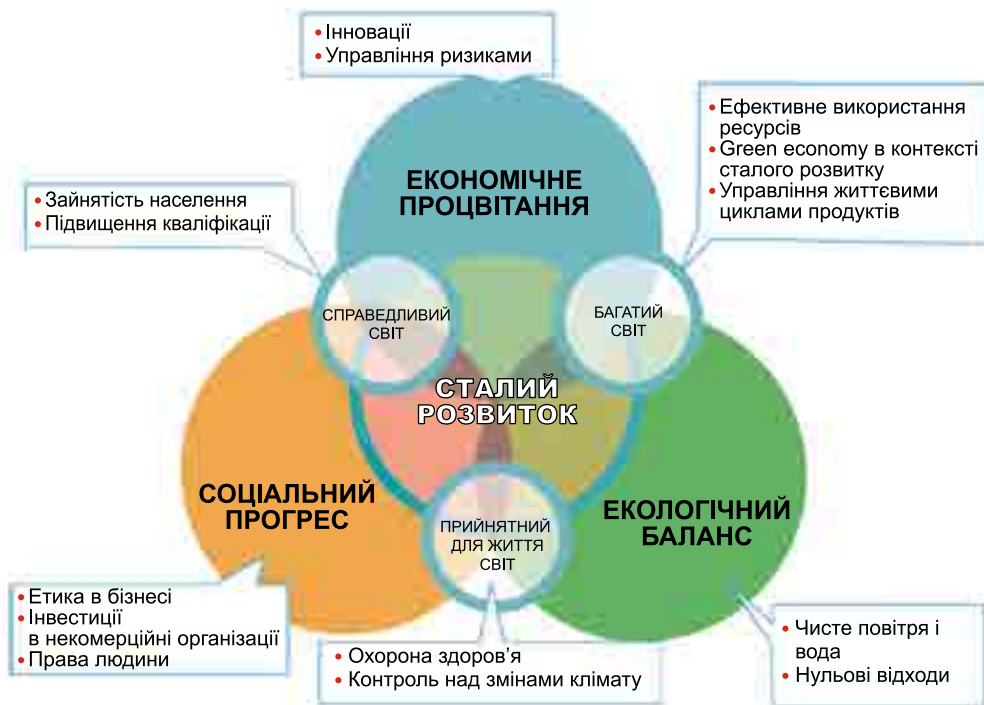 • Інновації
• Управління ризиками
• Ефективне використання
ресурсів
• Green economy в контексті
сталого розвитку
• Управління життєвими
циклами продуктів
ЕКОНОМІЧНЕ
ПРОЦВІТАННЯ
• Зайнятість населення
• Підвищення кваліфікації
СПРАВЕДЛИВИЙ
СВІТ
БАГАТИЙ
СВІТ
СТАЛИЙ
РОЗВИТОК
СОЦІАЛЬНИЙ
ПРОГРЕС
ЕКОЛОГІЧНИЙ
БАЛАНС
ПРИЙНЯТНИЙ
ДЛЯ ЖИТТЯ
СВІТ
• Етика в бізнесі
• Інвестиції
в некомерційні організації
• Права людини
• Охорона здоров’я
• Контроль над змінами клімату
• Чисте повітря і
вода
• Нульові відходи